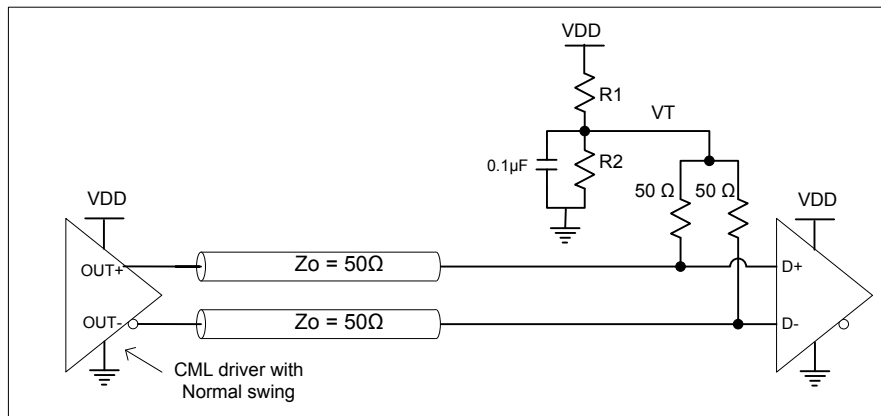 VDD
R1
VT
0.1µF
R2
50 Ω
50 Ω
VDD
VDD
OUT+
Zo = 50Ω
D+
OUT-
Zo = 50Ω
D-
CML driver with
Normal swing